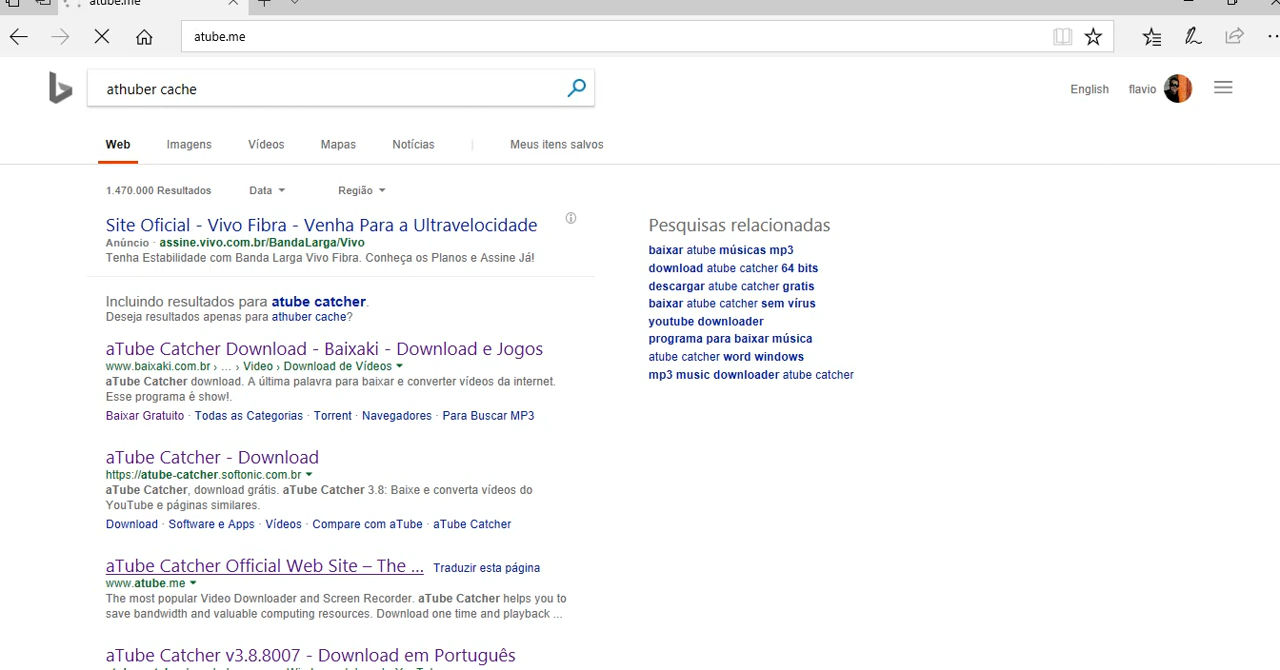 atube.me
atube.me
athuber cache
English flavio
Web Imagens Vídeos Mapas Notícias | Meus itens salvos
1.470.000 Resultados Data Região
Site Oficial - Vivo Fibra - Venha Para a Ultravelocidade
Anúncio · assine.vivo.com.br/BandaLarga/Vivo
Tenha Estabilidade com Banda Larga Vivo Fibra. Conheça os Planos e Assine Já!
Incluindo resultados para atube catcher.
Deseja resultados apenas para athuber cache?
aTube Catcher Download - Baixaki - Download e Jogos
www.baixaki.com.br › ... › Video › Download de Vídeos
aTube Catcher download. A última palavra para baixar e converter vídeos da internet.
Esse programa é show!.
Baixar Gratuito · Todas as Categorias · Torrent · Navegadores · Para Buscar MP3
aTube Catcher - Download
https://atube-catcher.softonic.com.br
aTube Catcher, download grátis. aTube Catcher 3.8: Baixe e converta vídeos do
YouTube e páginas similares.
Download · Software e Apps · Vídeos · Compare com aTube · aTube Catcher
aTube Catcher Official Web Site – The ... Traduzir esta página
www.atube.me
The most popular Video Downloader and Screen Recorder. aTube Catcher helps you to
save bandwidth and valuable computing resources. Download one time and playback ...
aTube Catcher v3.8.8007 - Download em Português
Pesquisas relacionadas
baixar atube músicas mp3
download atube catcher 64 bits
descargar atube catcher gratis
baixar atube catcher sem vírus
youtube downloader
programa para baixar música
atube catcher word windows
mp3 music downloader atube catcher